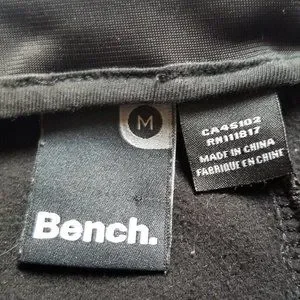 M
Bench.
CA45102
RN111817
MADE IN CHINA
FABRIQUÉ EN CHINE